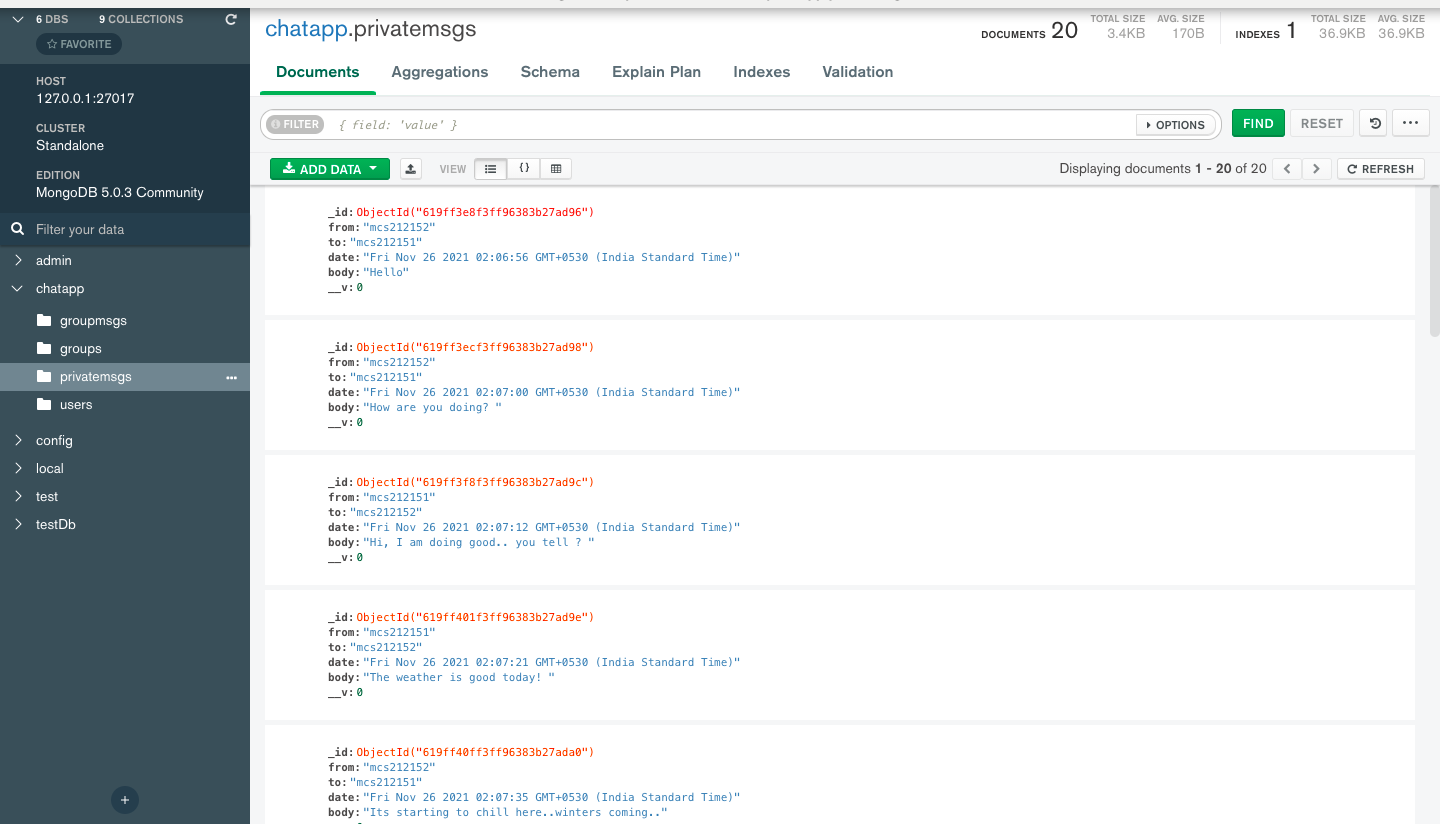 6 DBS 9 COLLECTIONS
FAVORITE
HOST
127.0.0.1:27017
CLUSTER
Standalone
EDITION
MongoDB 5.0.3 Community
Filter your data
admin
chatapp
groupmsgs
groups
privatemsgs
users
config
local
test
testDb
chatapp.privatemsgs
DOCUMENTS 20 TOTAL SIZE 3.4KB AVG. SIZE 170B
INDEXES 1 TOTAL SIZE 36.9KB AVG. SIZE 36.9KB
Documents Aggregations Schema Explain Plan Indexes Validation
FILTER { field: 'value' } OPTIONS FIND RESET
ADD DATA VIEW {} Displaying documents 1 - 20 of 20 REFRESH
_id: ObjectId("619ff3e8f3ff96383b27ad96")
from: "mcs212152"
to: "mcs212151"
date: "Fri Nov 26 2021 02:06:56 GMT+0530 (India Standard Time)"
body: "Hello"
__v: 0
_id: ObjectId("619ff3ecf3ff96383b27ad98")
from: "mcs212152"
to: "mcs212151"
date: "Fri Nov 26 2021 02:07:00 GMT+0530 (India Standard Time)"
body: "How are you doing? "
__v: 0
_id: ObjectId("619ff3f8f3ff96383b27ad9c")
from: "mcs212151"
to: "mcs212152"
date: "Fri Nov 26 2021 02:07:12 GMT+0530 (India Standard Time)"
body: "Hi, I am doing good.. you tell ? "
__v: 0
_id: ObjectId("619ff401f3ff96383b27ad9e")
from: "mcs212151"
to: "mcs212152"
date: "Fri Nov 26 2021 02:07:21 GMT+0530 (India Standard Time)"
body: "The weather is good today! "
__v: 0
_id: ObjectId("619ff40ff3ff96383b27ada0")
from: "mcs212152"
to: "mcs212151"
date: "Fri Nov 26 2021 02:07:35 GMT+0530 (India Standard Time)"
body: "Its starting to chill here..winters coming.."